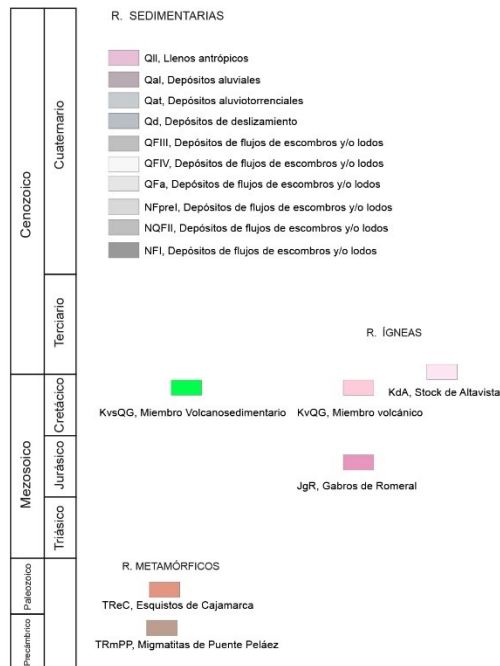 R. SEDIMENTARIAS
Cenozoico
Cuaternario
Qll, Llenos antrópicos
Qal, Depósitos aluviales
Qat, Depósitos aluviotorrenciales
Qd, Depósitos de deslizamiento
QFIII, Depósitos de flujos de escombros y/o lodos
QFIV, Depósitos de flujos de escombros y/o lodos
QFa, Depósitos de flujos de escombros y/o lodos
NFpreI, Depósitos de flujos de escombros y/o lodos
NQFII, Depósitos de flujos de escombros y/o lodos
NFI, Depósitos de flujos de escombros y/o lodos
Terciario
R. ÍGNEAS
Mezosoico
Cretácico
KdA, Stock de Altavista
KvsQG, Miembro Volcanosedimentario
KvQG, Miembro volcánico
Jurásico
JgR, Gabros de Romeral
Triásico
R. METAMÓRFICOS
Paleozoico
TReC, Esquistos de Cajamarca
Precámbrico
TRmPP, Migmatitas de Puente Peláez